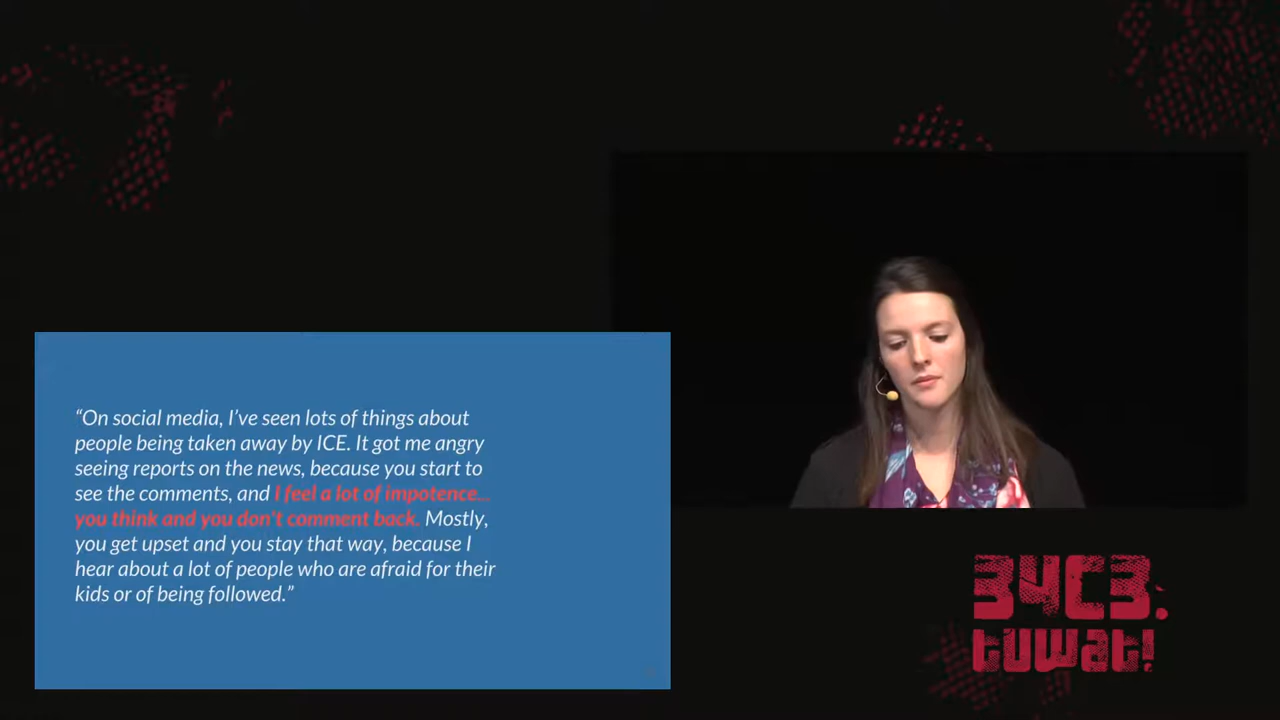 “On social media, I’ve seen lots of things about
people being taken away by ICE. It got me angry
seeing reports on the news, because you start to
see the comments, and I feel a lot of impotence...
you think and you don't comment back. Mostly,
you get upset and you stay that way, because I
hear about a lot of people who are afraid for their
kids or of being followed.”
34C3.
tuwat!